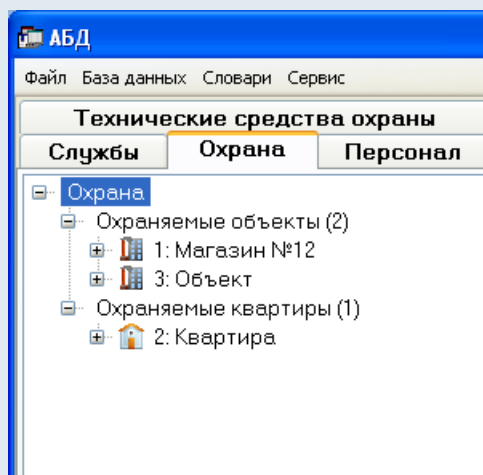 АБД
Файл База данных Словари Сервис
Технические средства охраны
Службы Охрана Персонал
Охрана
Охраняемые объекты (2)
1: Магазин №12
3: Объект
Охраняемые квартиры (1)
2: Квартира